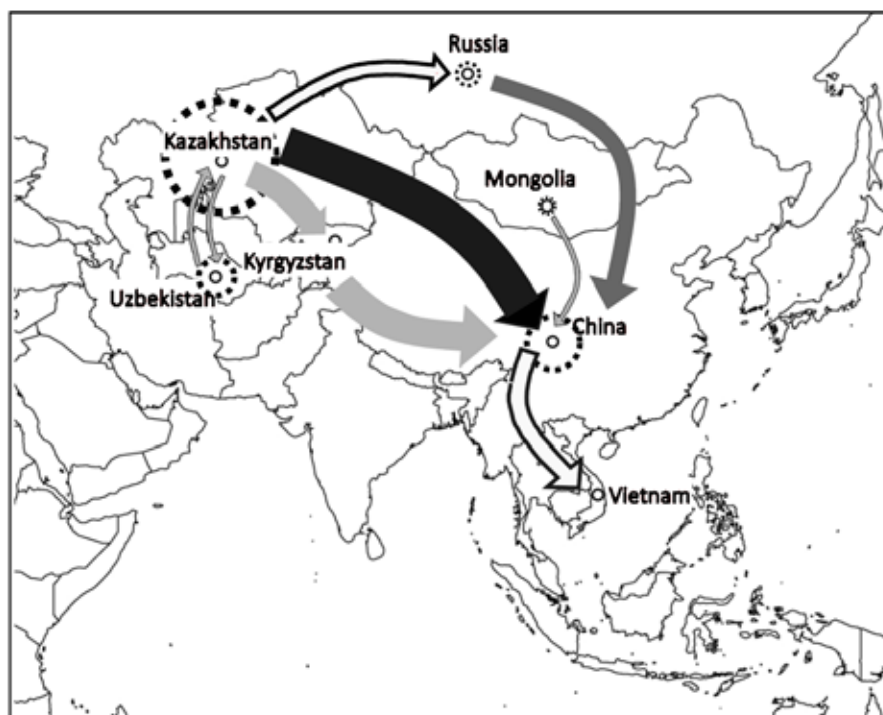 Russia
Kazakhstan
Mongolia
Kyrgyzstan
Uzbekistan
China
Vietnam